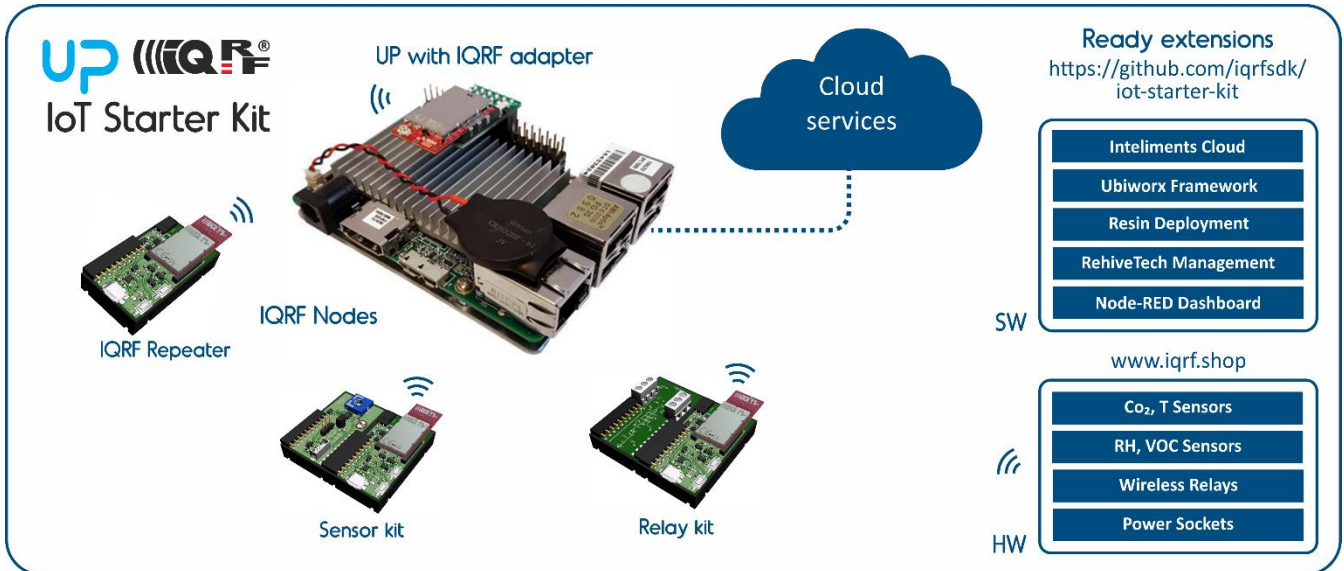 UP IQRF®
IoT Starter Kit
UP with IQRF adapter
Cloud
services
IQRF Repeater
IQRF Nodes
Sensor kit
Relay kit
Ready extensions
https://github.com/iqrfsdk/
iot-starter-kit
Inteliments Cloud
Ubiworx Framework
Resin Deployment
RehiveTech Management
Node-RED Dashboard
SW
www.iqrf.shop
Co₂, T Sensors
RH, VOC Sensors
Wireless Relays
Power Sockets
HW